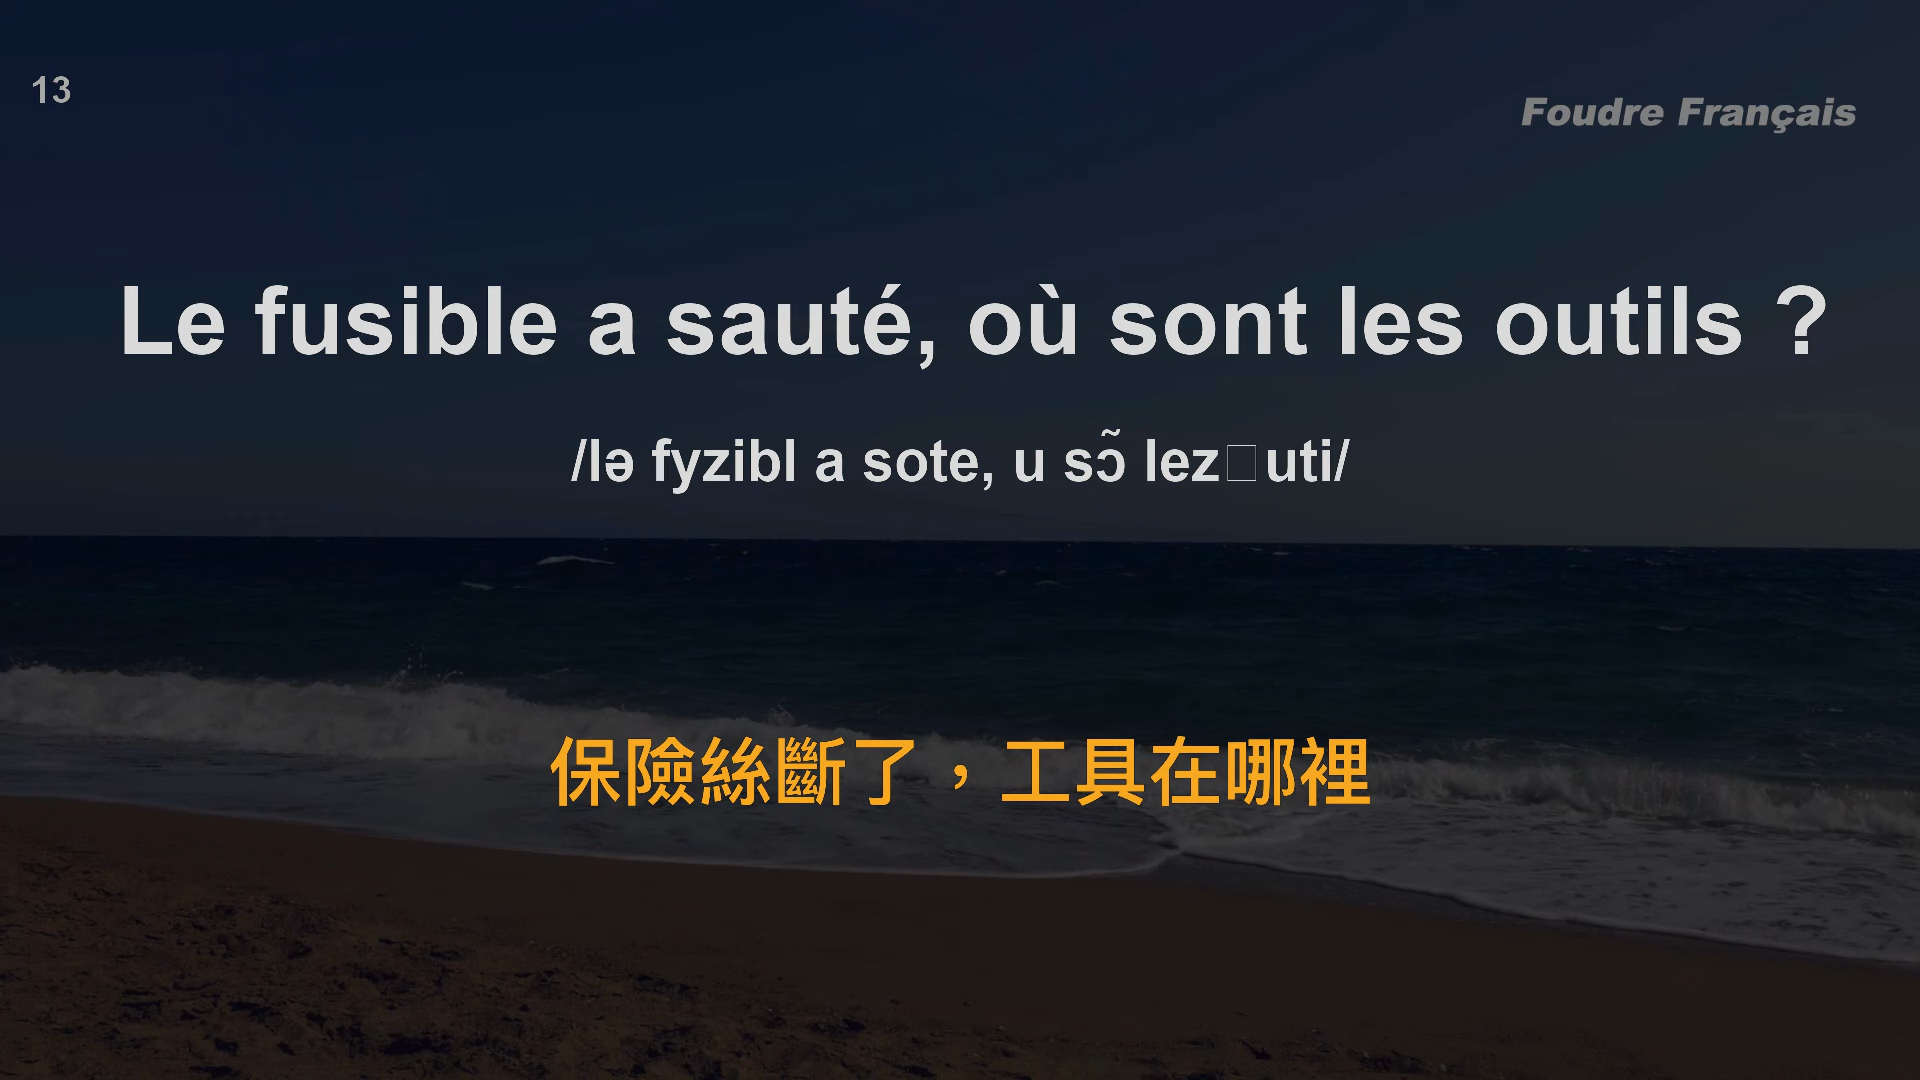 13
Foudre Français
Le fusible a sauté, où sont les outils ?
/lə fyzibl a sote, u sɔ̃ lez□uti/
保險絲斷了，工具在哪裡